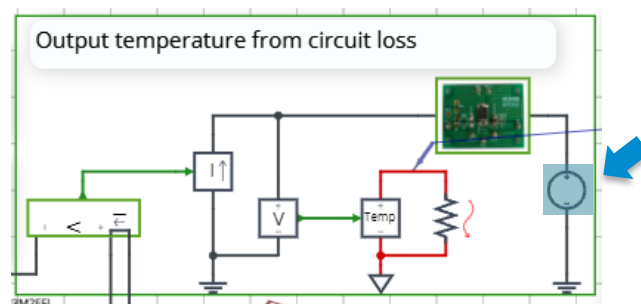 Output temperature from circuit loss
I↑
V
Temp
V
I